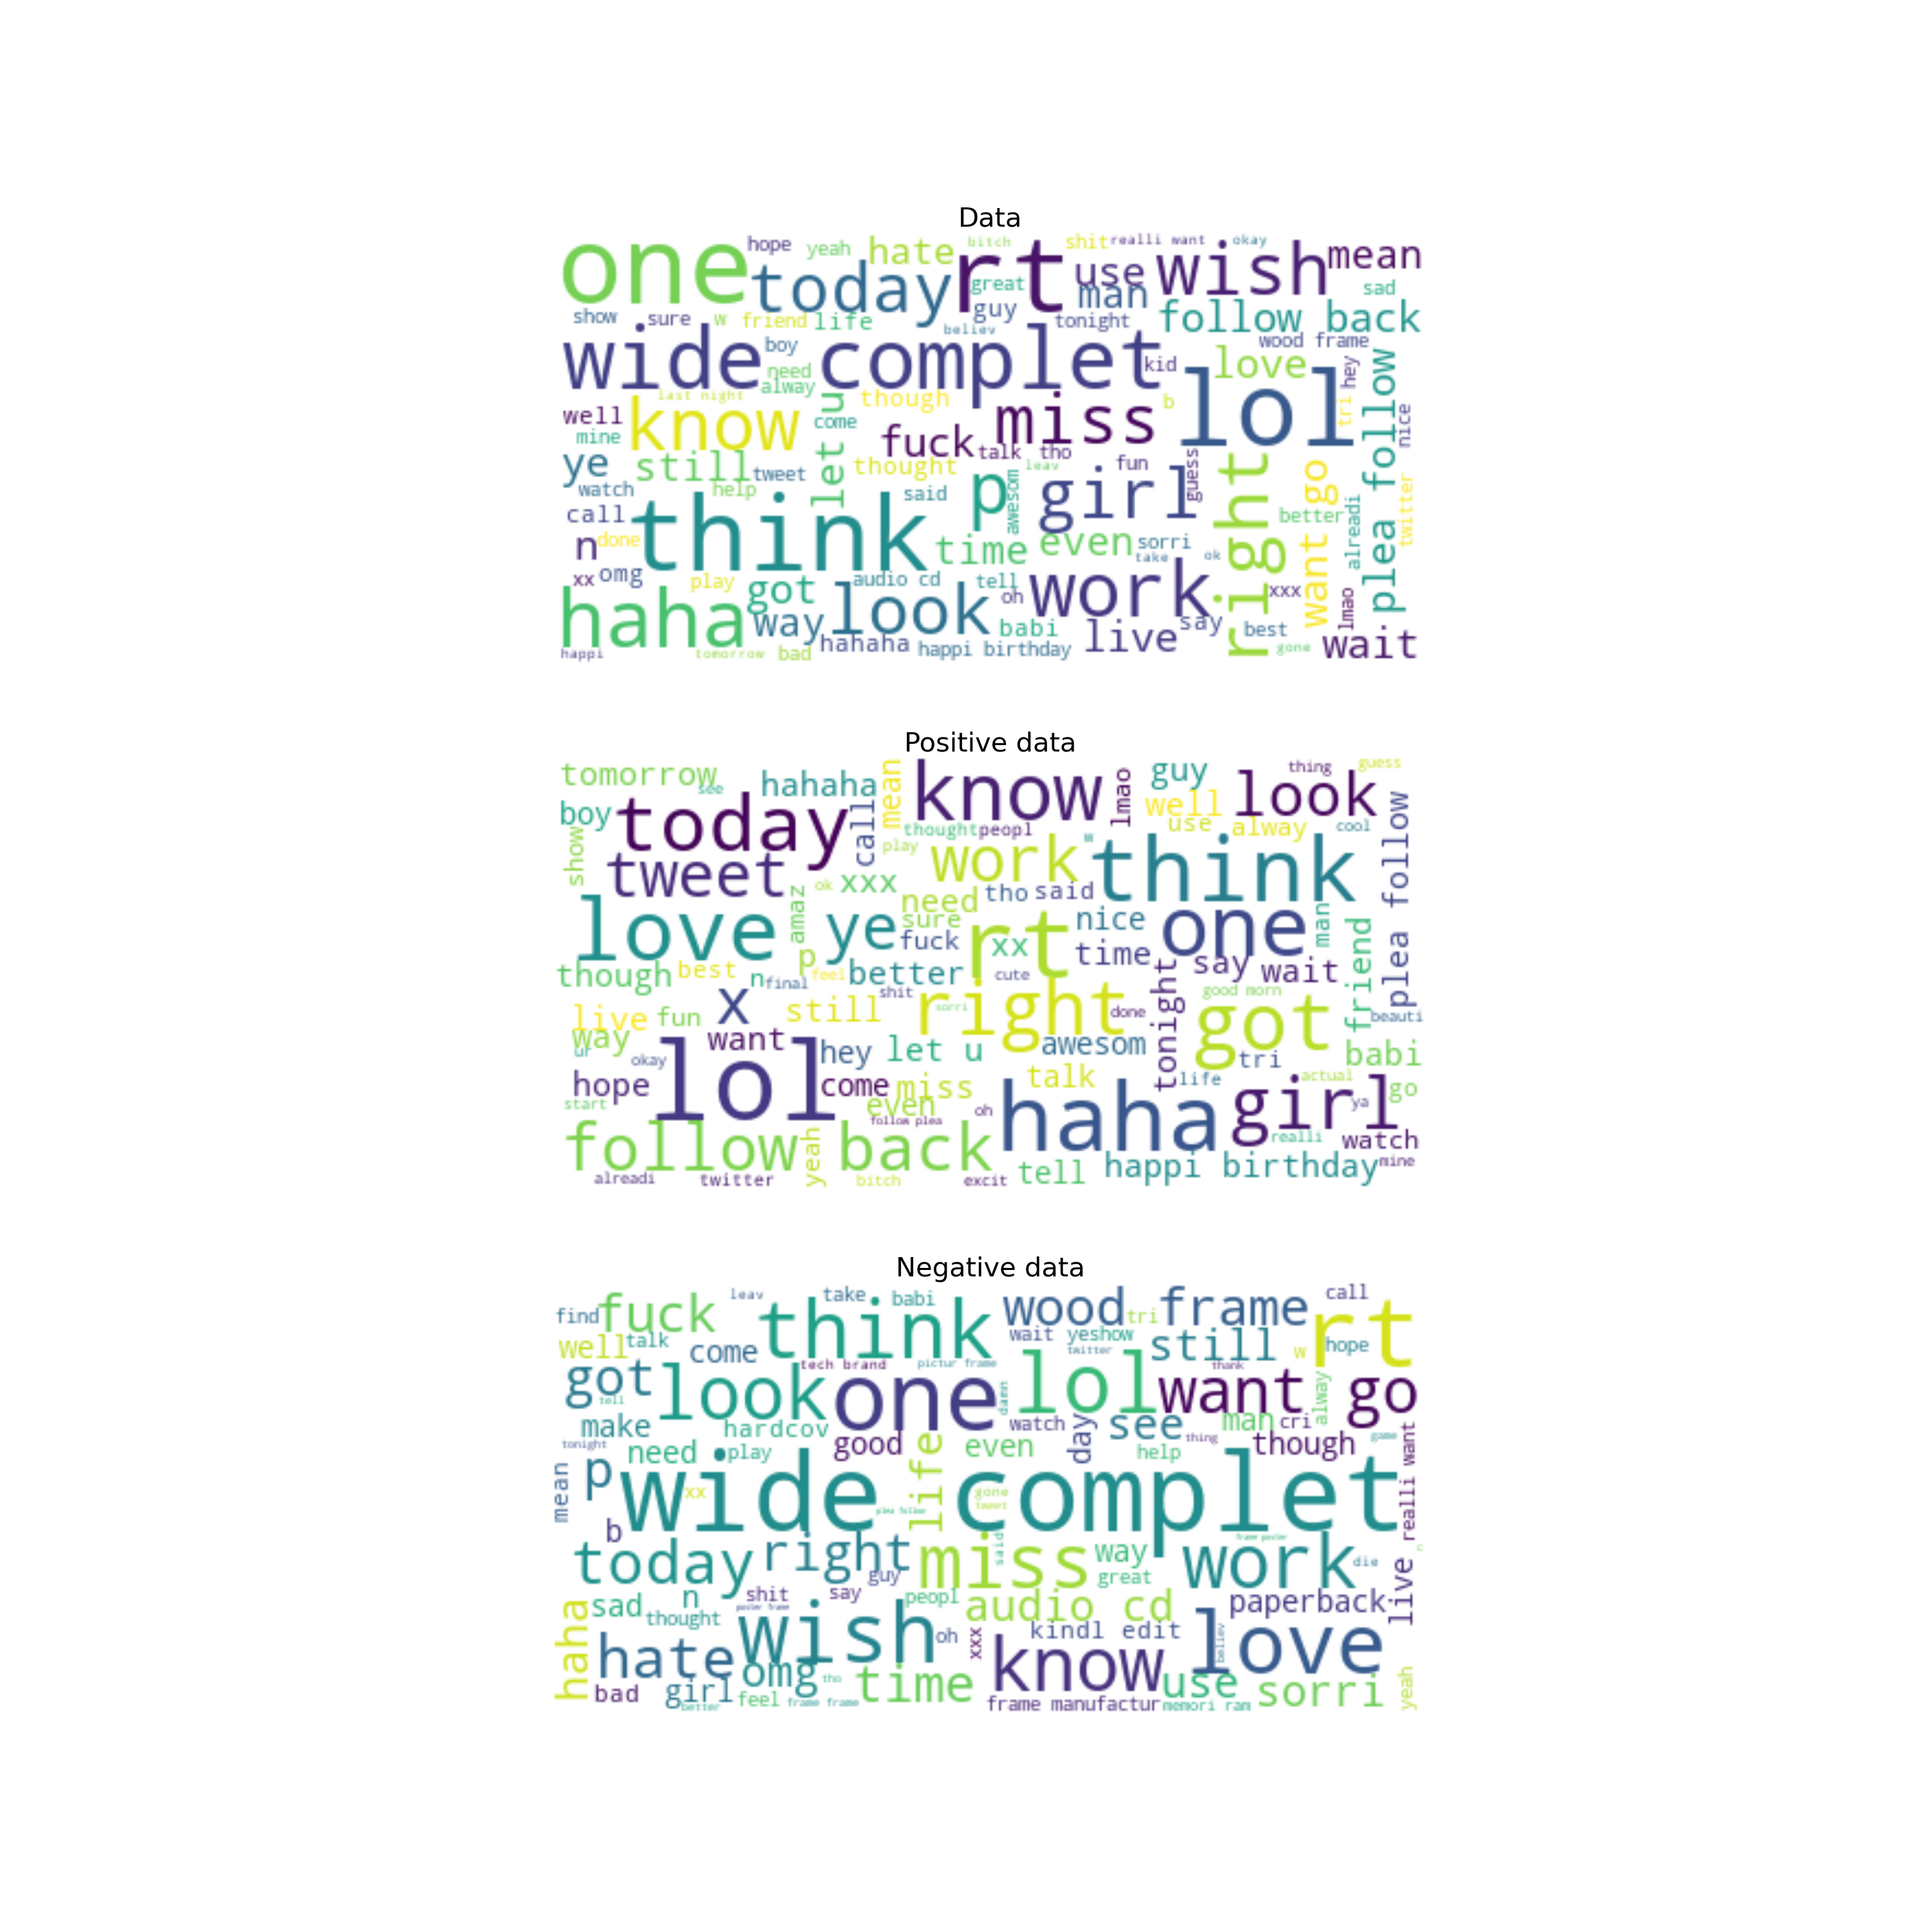 Data
one
hope
yeah
hate
bitch
rt
shit
realli want
okay
wish
mean
today
great
use
man
guy
sad
show
sure
w
friend
life
believ
tonight
follow back
wide complet
boy
need
alway
kid
wood frame
love
lol
hey
tri
plea follow
nice
last night
know
well
mine
let u
come
though
miss
b
fuck
talk
tho
ye
still
tweet
thought
leav
fun
guess
watch
help
said
p
awesom
girl
right
want go
better
alreadi
twitter
call
n
done
think
time
even
sorri
take
ok
xx
omg
play
got
audio cd
tell
oh
work
xxx
lmao
haha
way
look
babi
say
best
happi
tomorrow
bad
hahaha
happi birthday
live
gone
wait
Positive data
tomorrow
see
hahaha
mean
know
lmao
guy
thing
guess
look
boy
today
call
thought
peopl
well
use
alway
cool
plea follow
show
tweet
play
work
w
think
love
amaz
ok
xxx
need
tho
said
ye
sure
fuck
rt
xx
nice
time
one
man
friend
though
best
n
final
p
feel
better
cute
say
wait
x
still
shit
right
sorri
done
tonight
good morn
got
beauti
live
fun
way
ur
want
okay
lol
hey
let u
awesom
tri
babi
hope
come
miss
talk
life
actual
go
start
even
follow plea
oh
haha
girl
ya
follow back
yeah
realli
watch
alreadi
twitter
bitch
excit
tell
happi birthday
mine
Negative data
find
fuck
leav
take
babi
think
wood frame
tri
call
rt
well
talk
come
wait
ye
show
twitter
still
w
hope
got
tell
look
tech brand
pictur frame
one
damn
lol
thank
want go
make
hardcov
watch
day
see
man
cri
alway
tonight
need
play
good
life
even
help
thing
though
game
realli want
mean
p
wide complet
xx
plea follow
gone
tweet
b
frame poster
c
today
right
guy
miss
said
way
great
work
die
live
haha
sad
n
thought
shit
poster frame
say
peopl
audio cd
paperback
wish
oh
xxx
kindl edit
believ
love
hate
omg
tho
time
know
use
sorri
yeah
bad
girl
better
feel
frame frame
frame manufactur
memori ram